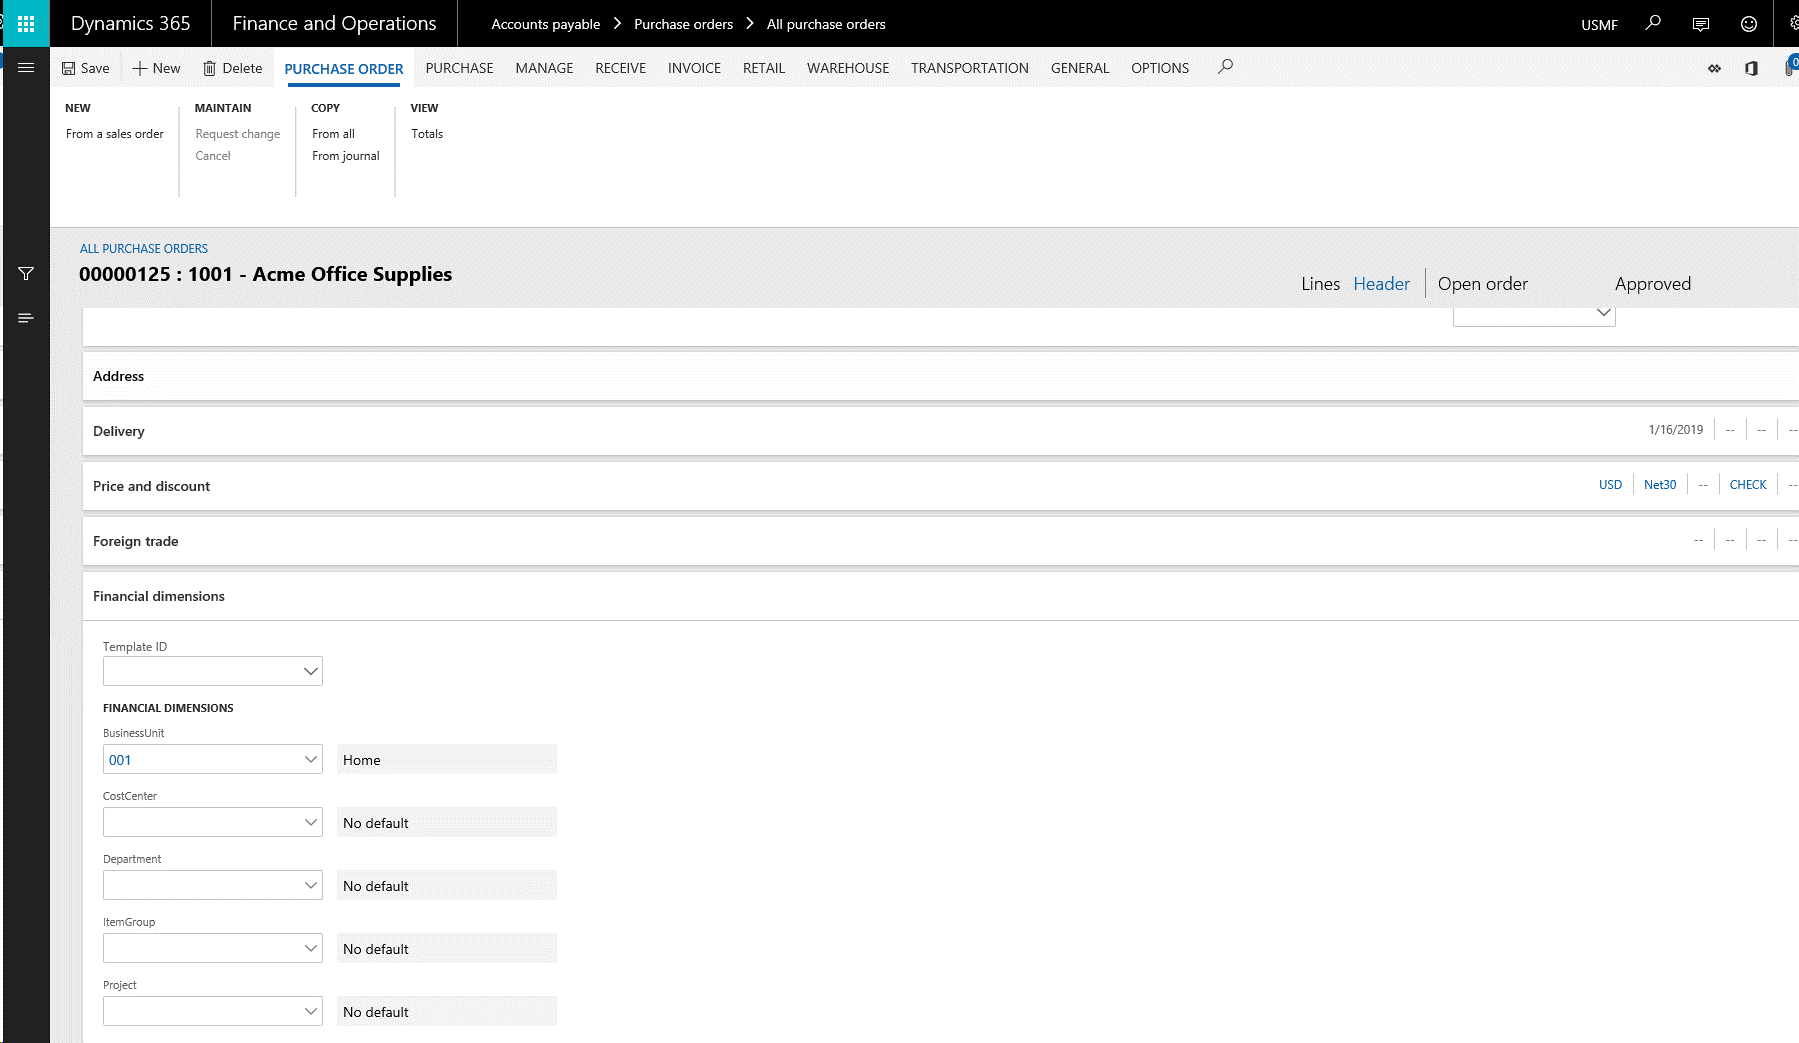 Dynamics 365 Finance and Operations Accounts payable Purchase orders All purchase orders USMF
Save New Delete PURCHASE ORDER PURCHASE MANAGE RECEIVE INVOICE RETAIL WAREHOUSE TRANSPORTATION GENERAL OPTIONS 0
NEW MAINTAIN COPY VIEW
From a sales order Request change From all Totals
Cancel From journal
ALL PURCHASE ORDERS
00000125 : 1001 - Acme Office Supplies
Lines Header Open order Approved
Address
Delivery 1/16/2019 -- -- --
Price and discount USD Net30 -- CHECK --
Foreign trade -- -- -- --
Financial dimensions
Template ID
FINANCIAL DIMENSIONS
BusinessUnit
001 Home
CostCenter
No default
Department
No default
ItemGroup
No default
Project
No default